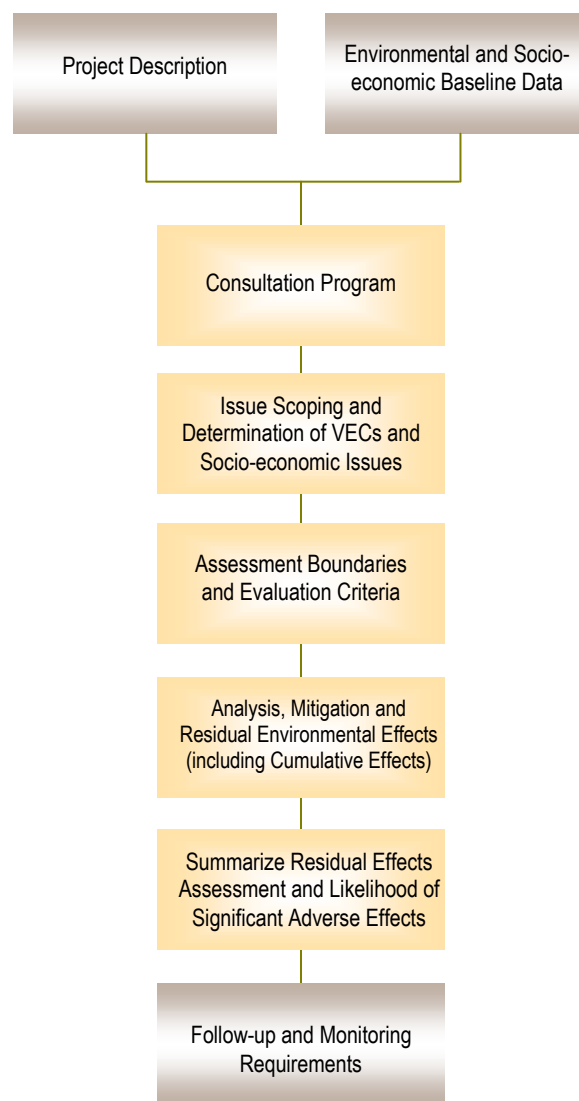 Project Description
Environmental and Socio-
economic Baseline Data
Consultation Program
Issue Scoping and
Determination of VECs and
Socio-economic Issues
Assessment Boundaries
and Evaluation Criteria
Analysis, Mitigation and
Residual Environmental Effects
(including Cumulative Effects)
Summarize Residual Effects
Assessment and Likelihood of
Significant Adverse Effects
Follow-up and Monitoring
Requirements